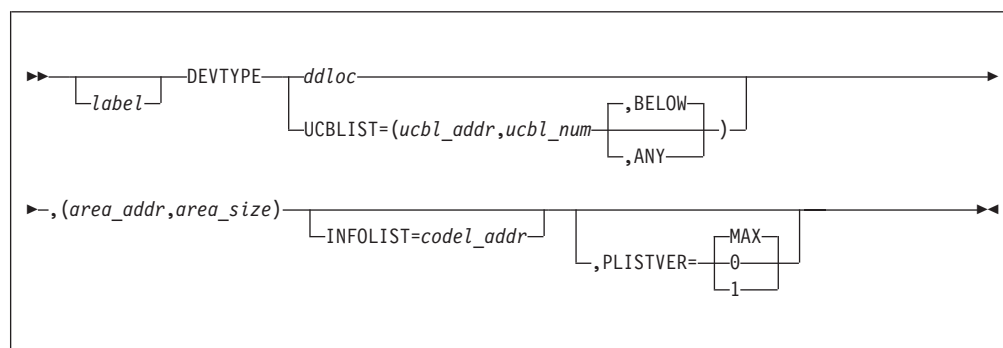 DEVTYPE ddloc
label ,BELOW
UCBLIST=(ucbl_addr,ucbl_num )
,ANY
,(area_addr,area_size)
INFOLIST=codel_addr MAX
,PLISTVER= 0
1